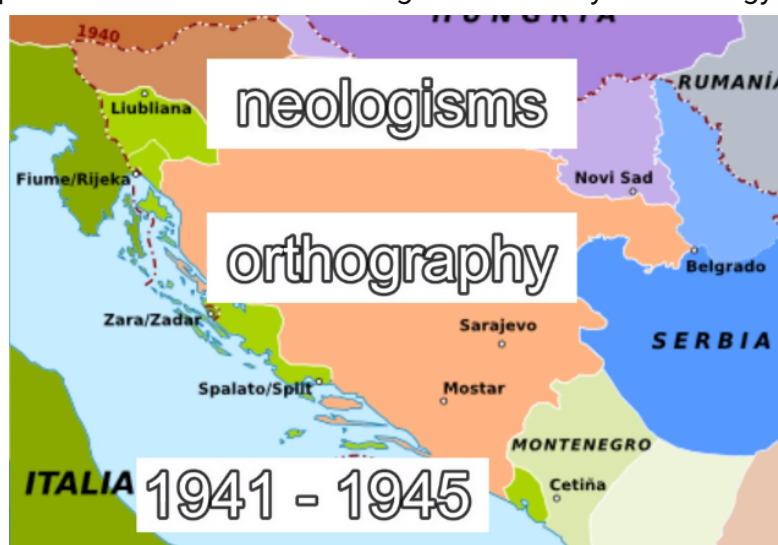 HUNGRIA
1940
RUMANÍA
Liubliana
neologisms
Fiume/Rijeka
Novi Sad
orthography
Belgrado
Zara/Zadar
Sarajevo
SERBIA
Spalato/Split
Mostar
MONTENEGRO
ITALIA
1941 - 1945
Cetiña